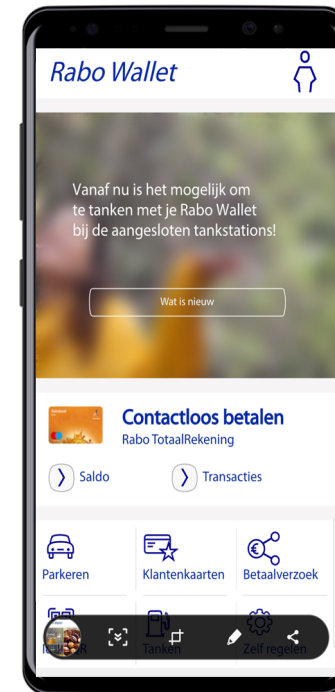 Rabo Wallet
Vanaf nu is het mogelijk om
te tanken met je Rabo Wallet
bij de aangesloten tankstations!
Wat is nieuw
Contactloos betalen
Rabo TotaalRekening
Saldo
Transacties
Parkeren
Klantenkaarten
Betaalverzoek
Tanken
Zelf regelen